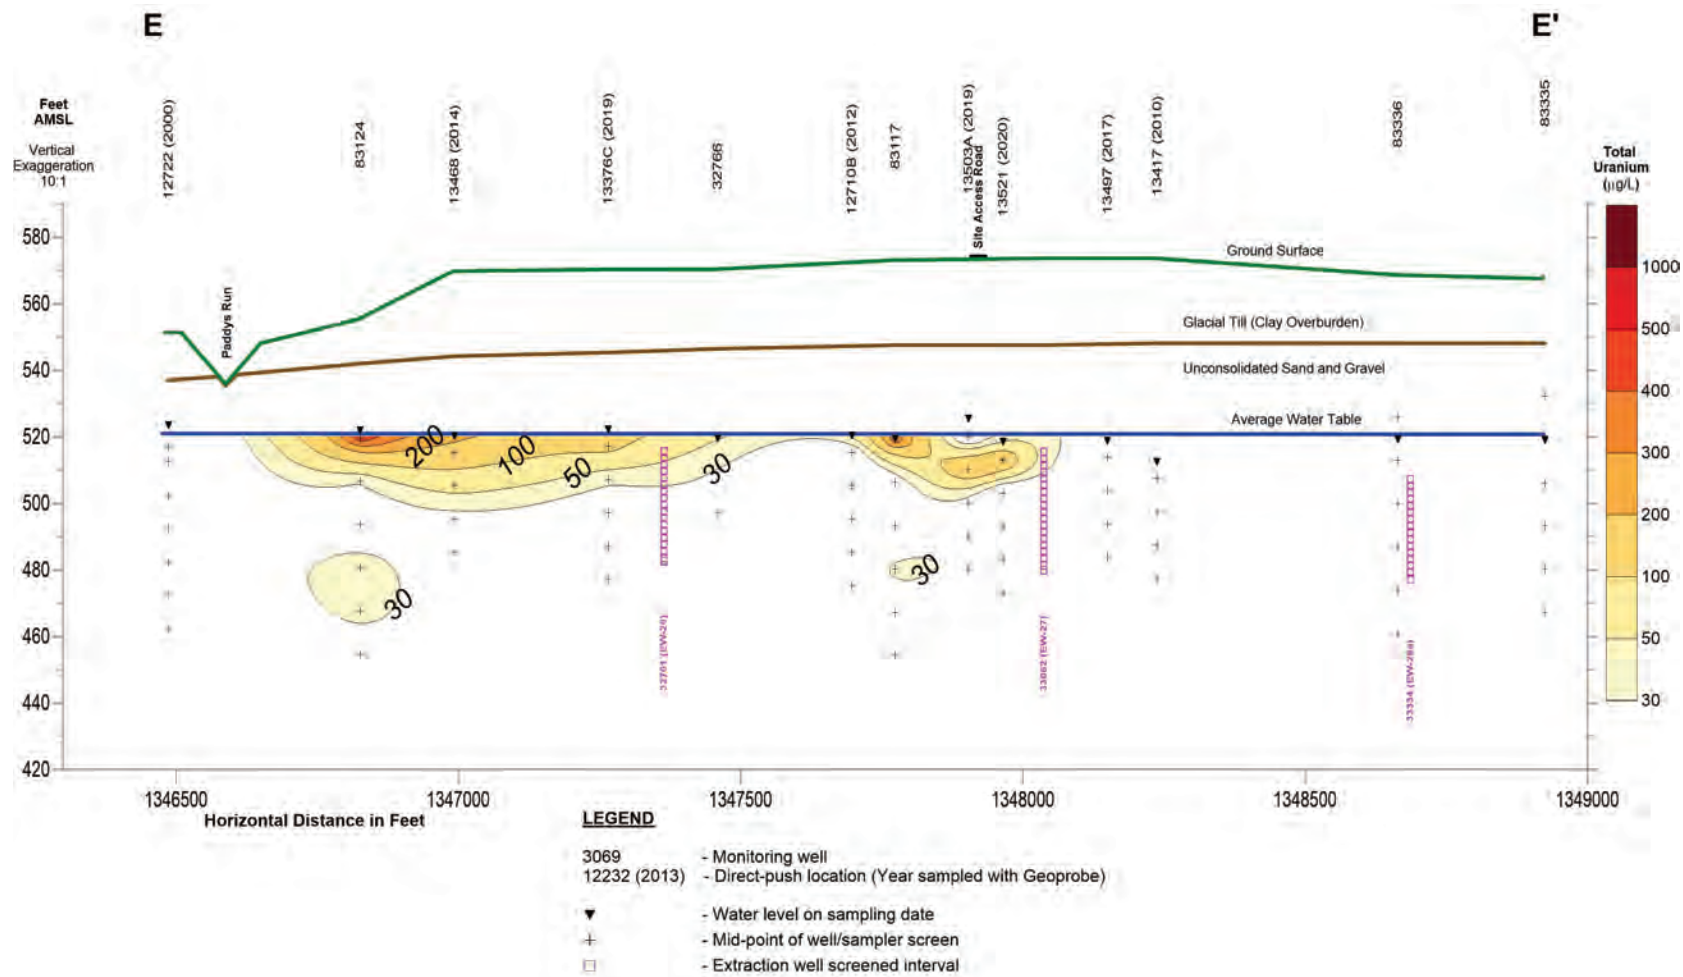 E
E'
Feet
AMSL
Vertical
Exaggeration
10:1
12722 (2000)
83124
13468 (2014)
13376C (2019)
32766
12710B (2012)
83117
13503A (2019)
Site Access Road
13521 (2020)
13497 (2017)
13417 (2010)
83336
83335
Total
Uranium
(µg/L)
580
560
540
520
500
480
460
440
420
Paddys Run
Ground Surface
Glacial Till (Clay Overburden)
Unconsolidated Sand and Gravel
Average Water Table
200
100
50
30
30
30
33062 (EW-27)
1000
500
400
300
200
100
50
30
1346500
1347000
1347500
1348000
1348500
1349000
Horizontal Distance in Feet
LEGEND
3069 - Monitoring well
12232 (2013) - Direct-push location (Year sampled with Geoprobe)
- Water level on sampling date
- Mid-point of well/sampler screen
- Extraction well screened interval